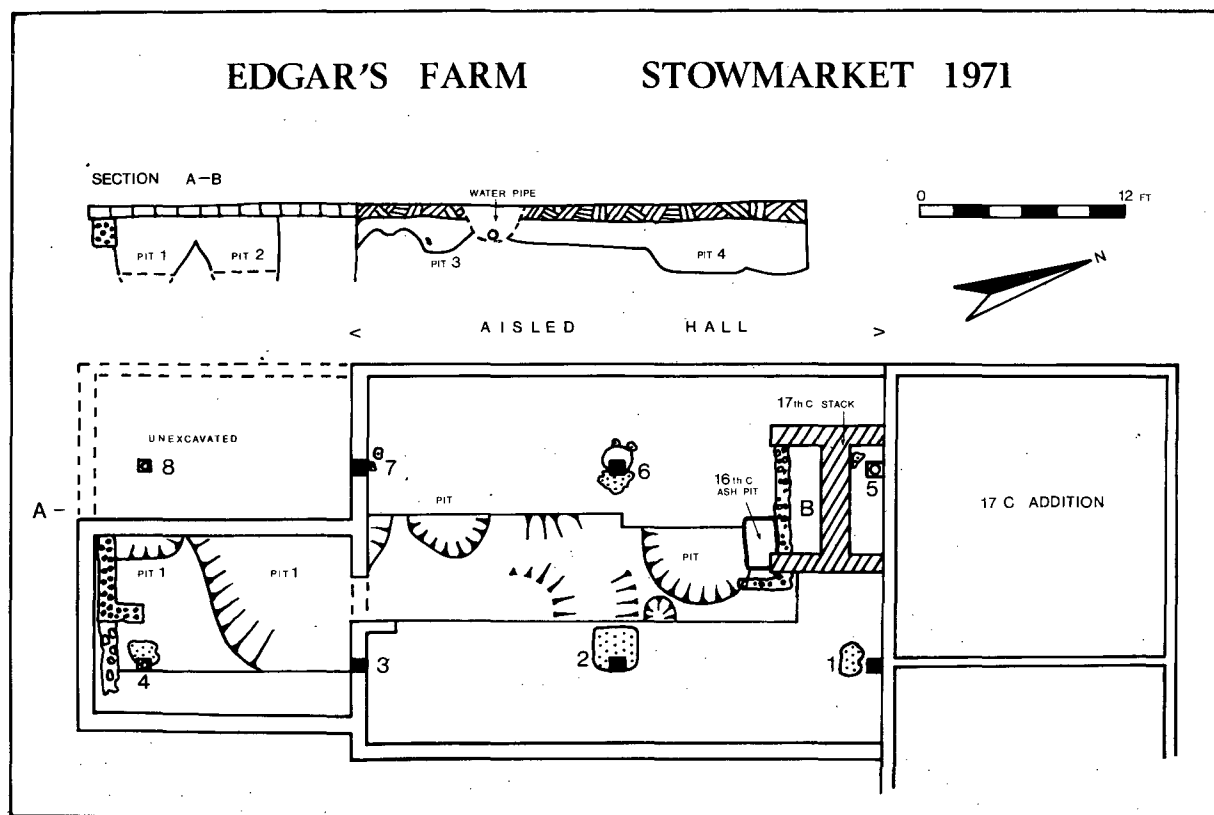 EDGAR'S FARM STOWMARKET 1971
SECTION A-B
WATER PIPE
PIT 1
PIT 2
PIT 3
PIT 4
0 12 FT
N
< AISLED HALL >
17th C STACK
UNEXCAVATED
8
7
6
5
16th C
ASH PIT
B
17 C ADDITION
A -
PIT
PIT
PIT 1
PIT 1
4
3
2
1